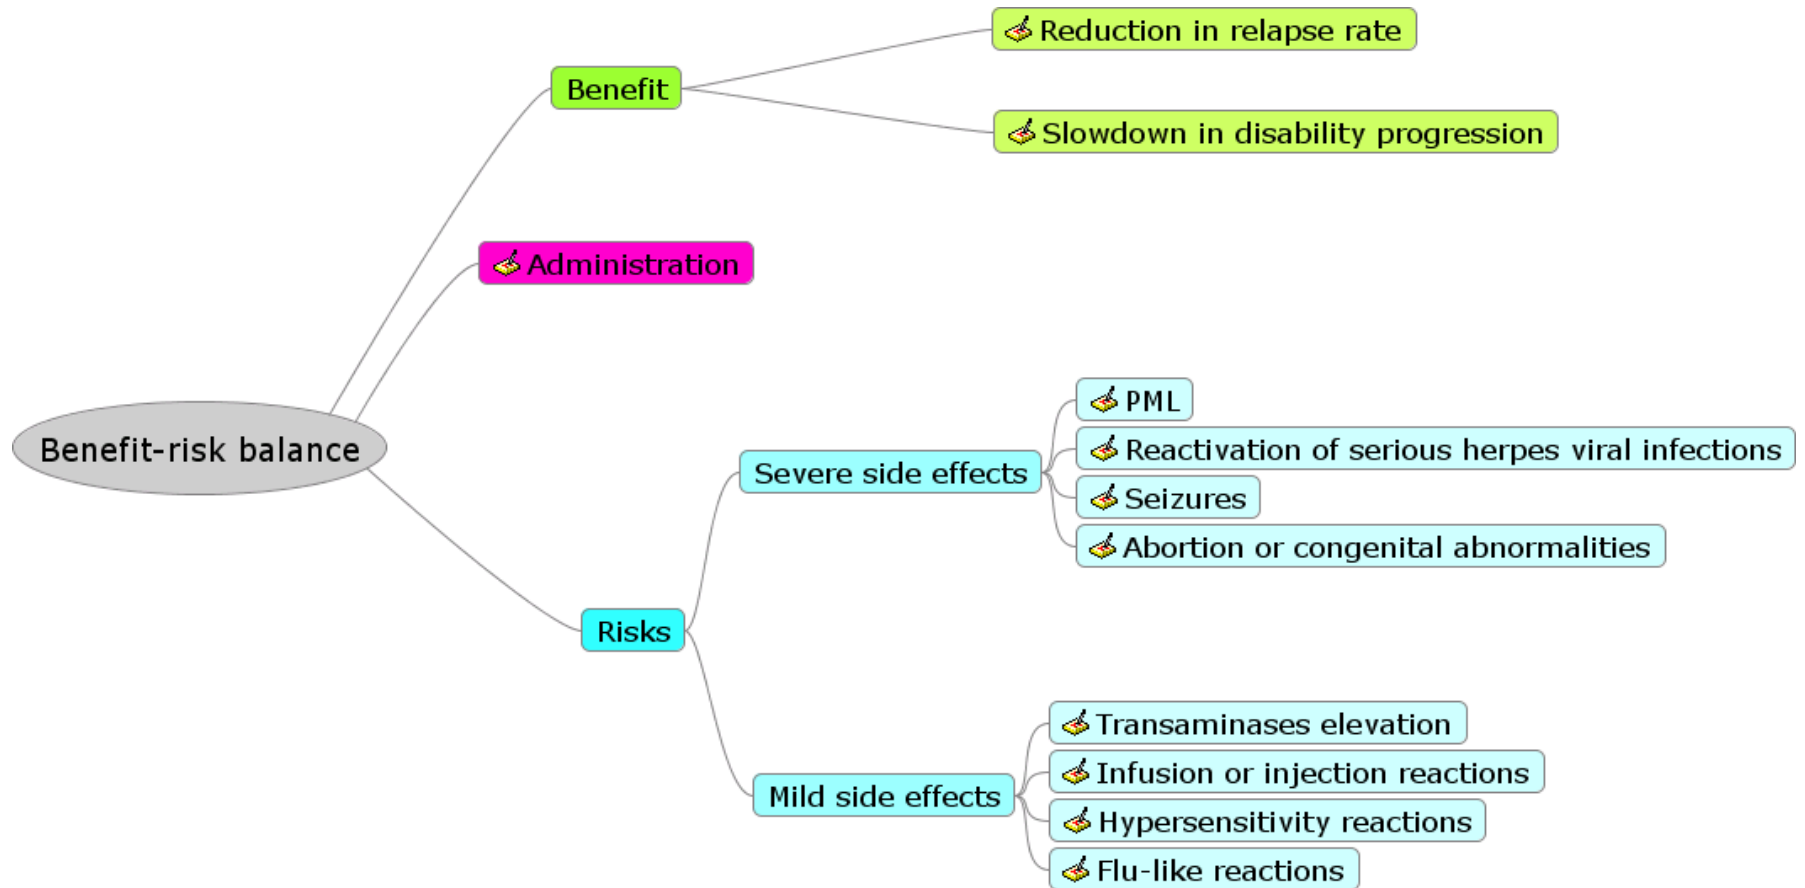 Reduction in relapse rate
Benefit
Slowdown in disability progression
Administration
PML
Benefit-risk balance
Reactivation of serious herpes viral infections
Severe side effects
Seizures
Abortion or congenital abnormalities
Risks
Transaminases elevation
Infusion or injection reactions
Mild side effects
Hypersensitivity reactions
Flu-like reactions